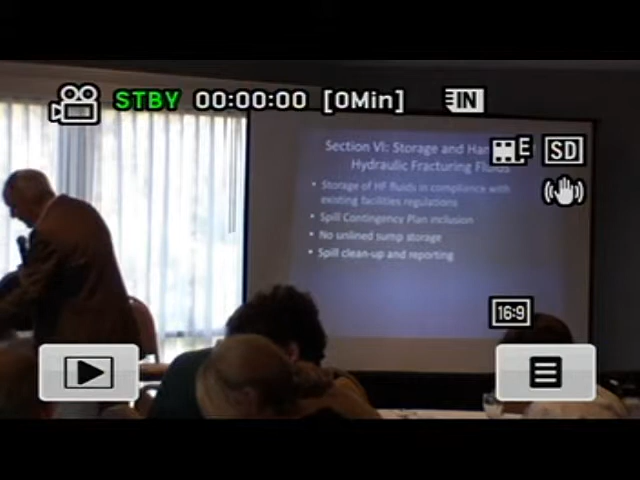 STBY 00:00:00 [0Min] IN
E SD
Section VI: Storage and
Hydraulic Fracturing Fluids
• Storage of HF fluids in compliance with
existing facilities regulations
• Spill Contingency Plan inclusion
• No unlined sump storage
• Spill clean-up and reporting
16:9